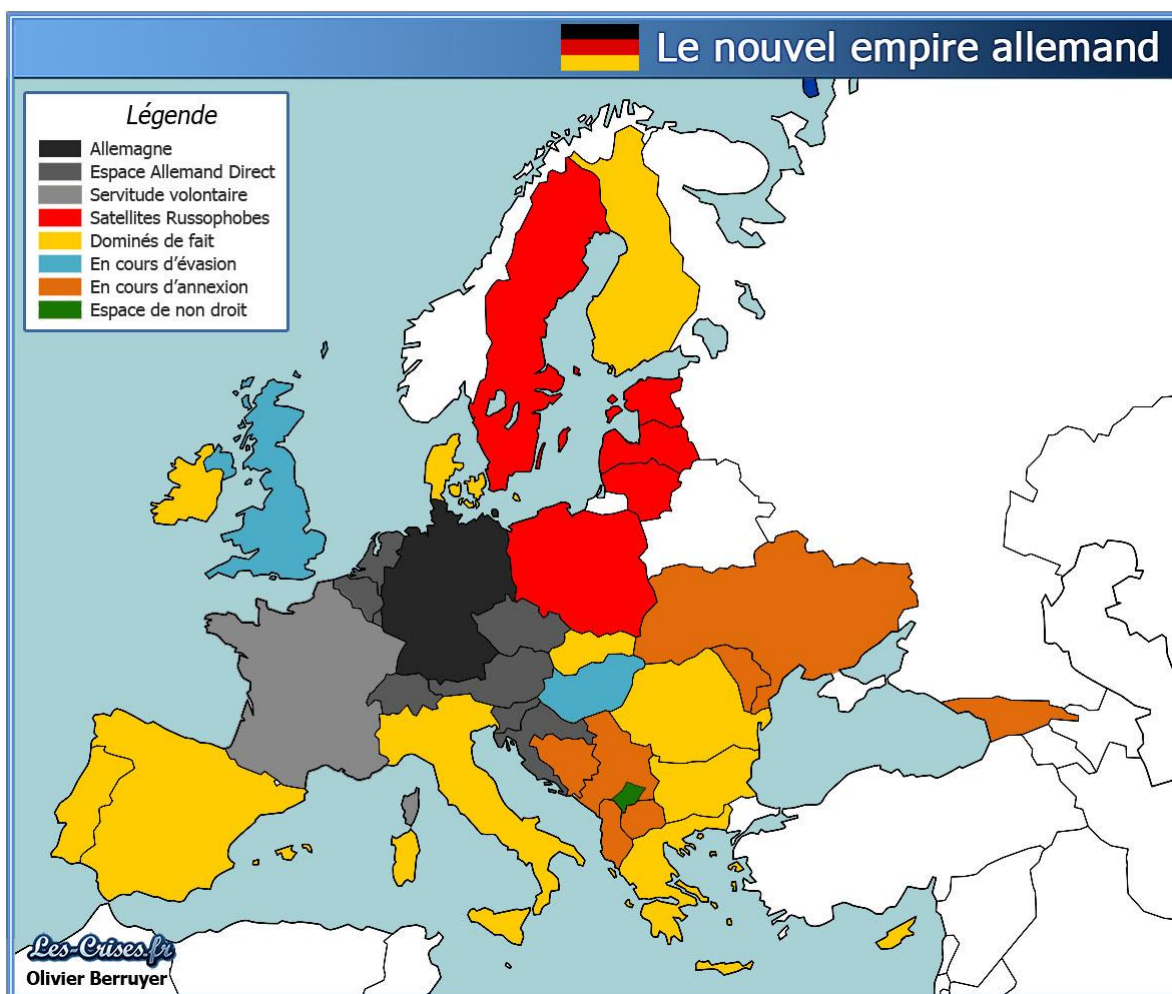 Le nouvel empire allemand
Légende
Allemagne
Espace Allemand Direct
Servitude volontaire
Satellites Russophobes
Dominés de fait
En cours d’évasion
En cours d’annexion
Espace de non droit
Les-Crises.fr
Olivier Berruyer